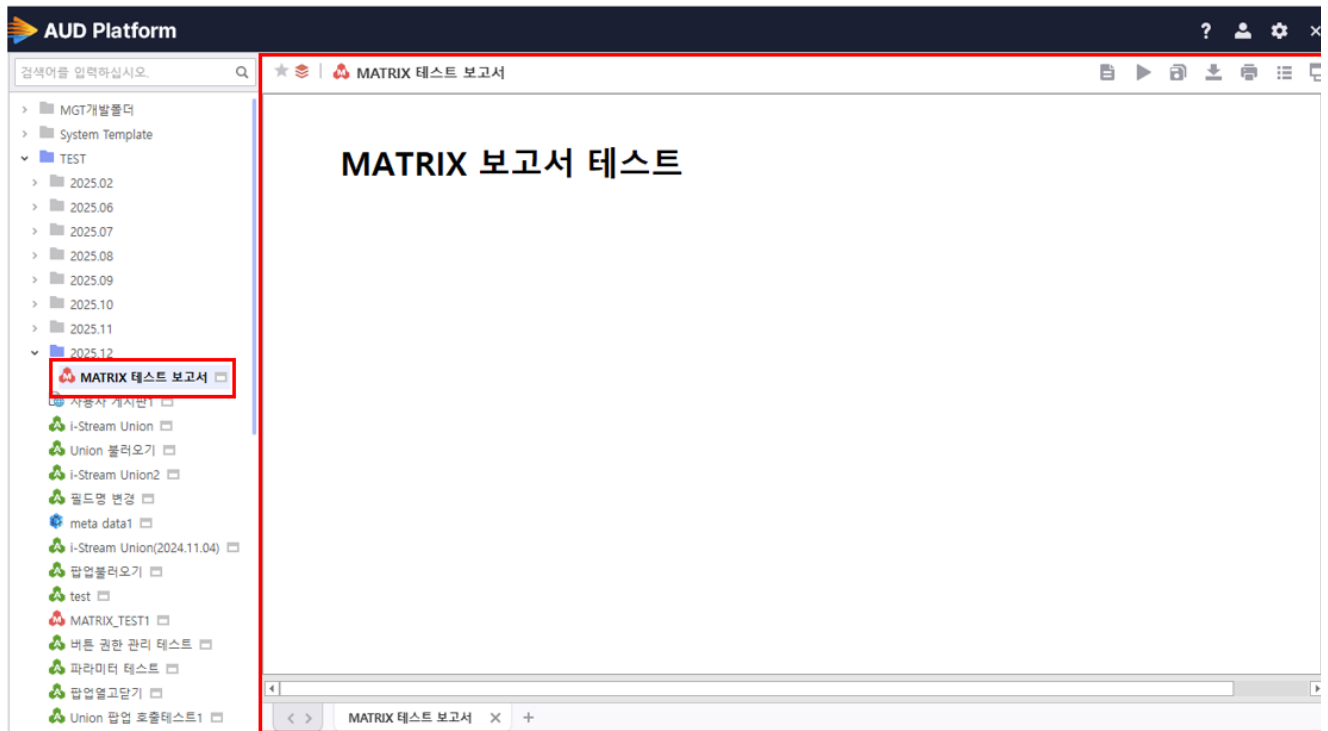 AUD Platform
?
검색어를 입력하십시오.
MATRIX 테스트 보고서
MGT개발폴더
System Template
TEST
2025.02
2025.06
2025.07
2025.08
2025.09
2025.10
2025.11
2025.12
MATRIX 테스트 보고서
사용자 게시판1
i-Stream Union
Union 불러오기
i-Stream Union2
필드명 변경
meta data1
i-Stream Union(2024.11.04)
팝업불러오기
test
MATRIX_TEST1
버튼 권한 관리 테스트
파라미터 테스트
팝업열고닫기
Union 팝업 호출테스트1
MATRIX 보고서 테스트
MATRIX 테스트 보고서